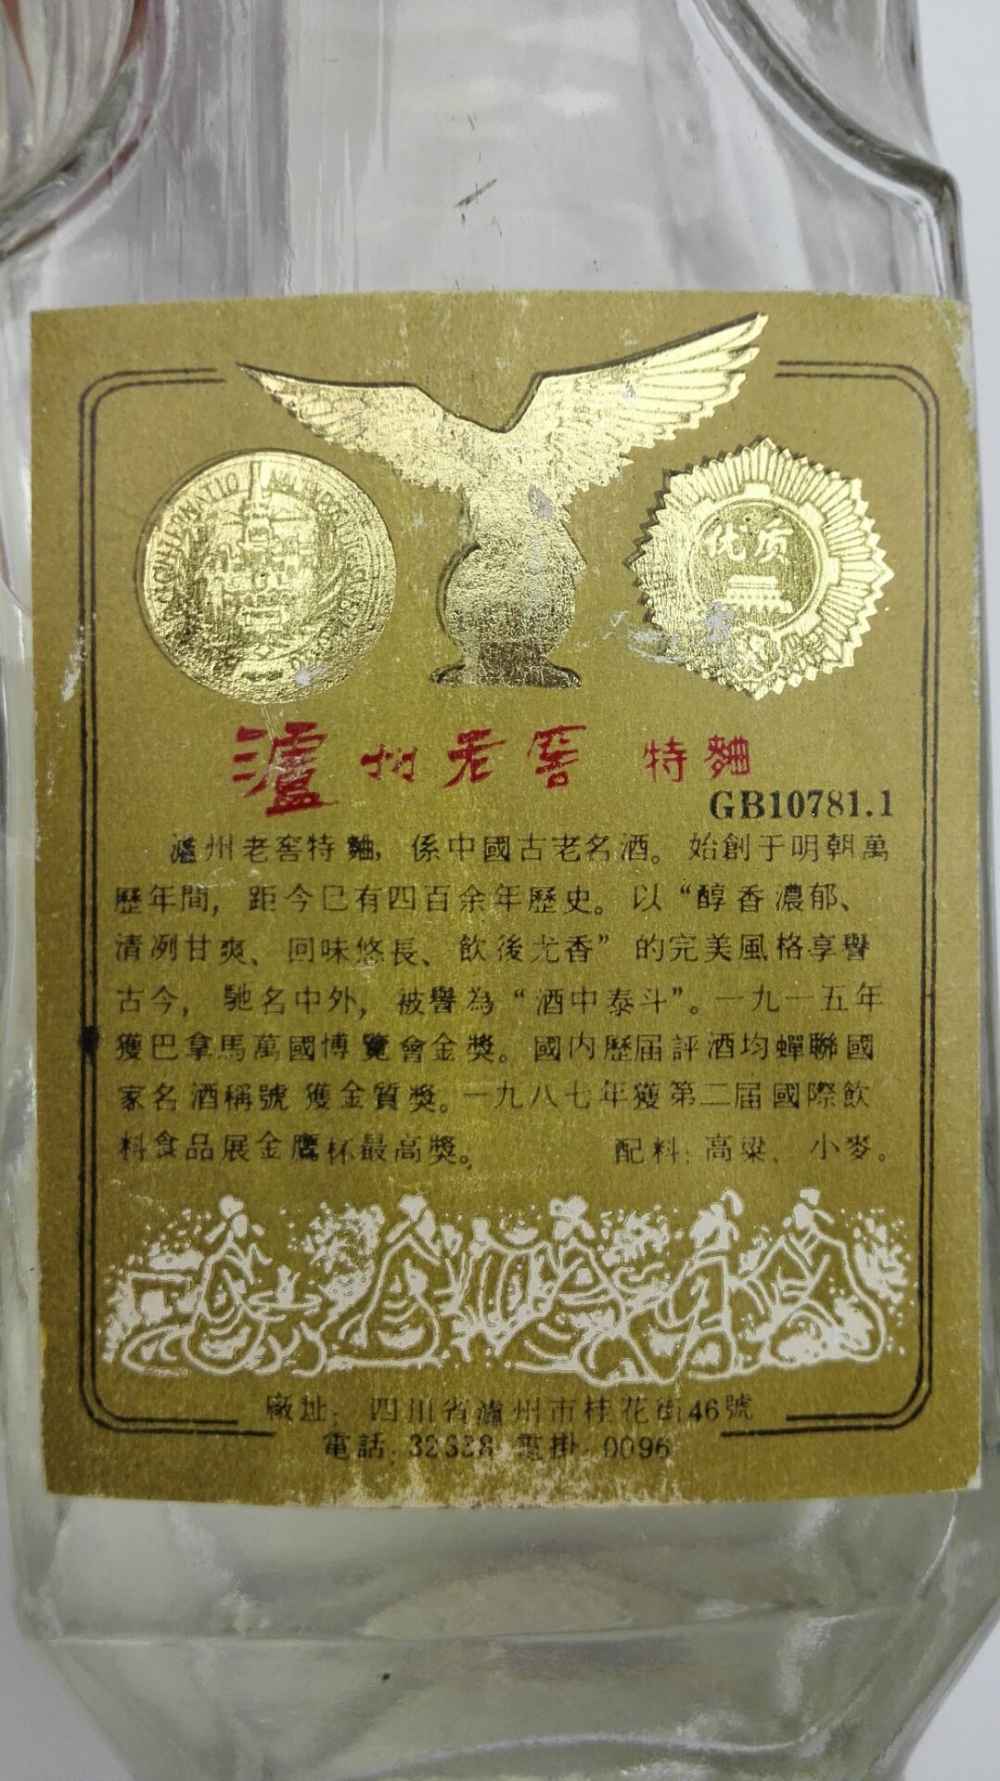 优质
瀘州老窖 特麯
GB10781.1
瀘州老窖特麯，係中國古老名酒。始創于明朝萬
歷年間，距今已有四百余年歷史。以“醇香濃郁、
清冽甘爽、回味悠長、飲後尤香”的完美風格享譽
古今，馳名中外，被譽為“酒中泰斗”。一九一五年
獲巴拿馬萬國博覽會金獎。國内歷届評酒均蟬聯國
家名酒稱號 獲金質獎。一九八七年獲第二届國際飲
料食品展金鷹杯最高獎。 配料：高粱、小麥。
廠址：四川省瀘州市桂花街46號
電話：32628 電掛：0096